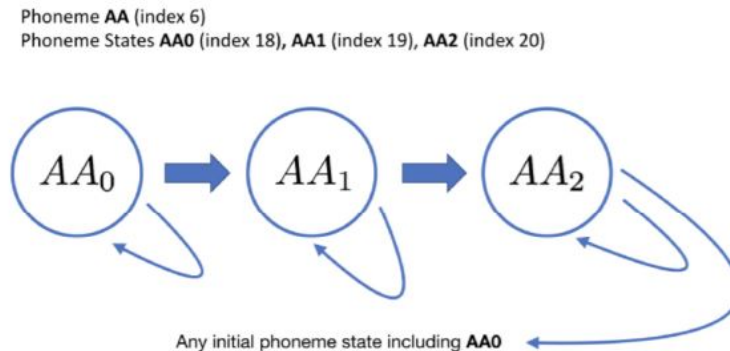 Phoneme AA (index 6)
Phoneme States AA0 (index 18), AA1 (index 19), AA2 (index 20)
AA₀ AA₁ AA₂
Any initial phoneme state including AA0